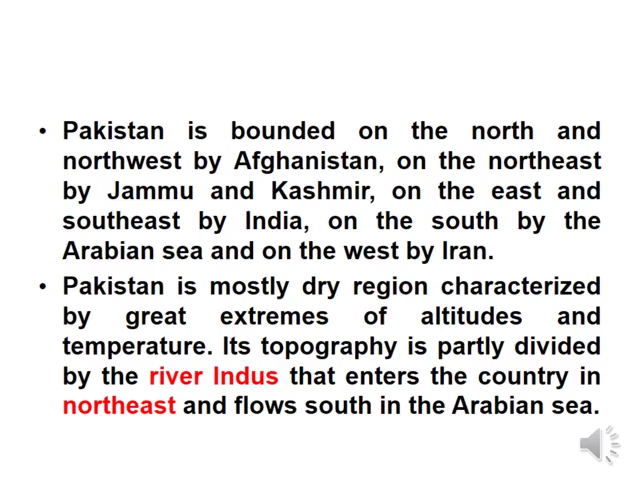 • Pakistan is bounded on the north and
northwest by Afghanistan, on the northeast
by Jammu and Kashmir, on the east and
southeast by India, on the south by the
Arabian sea and on the west by Iran.
• Pakistan is mostly dry region characterized
by great extremes of altitudes and
temperature. Its topography is partly divided
by the river Indus that enters the country in
northeast and flows south in the Arabian sea.